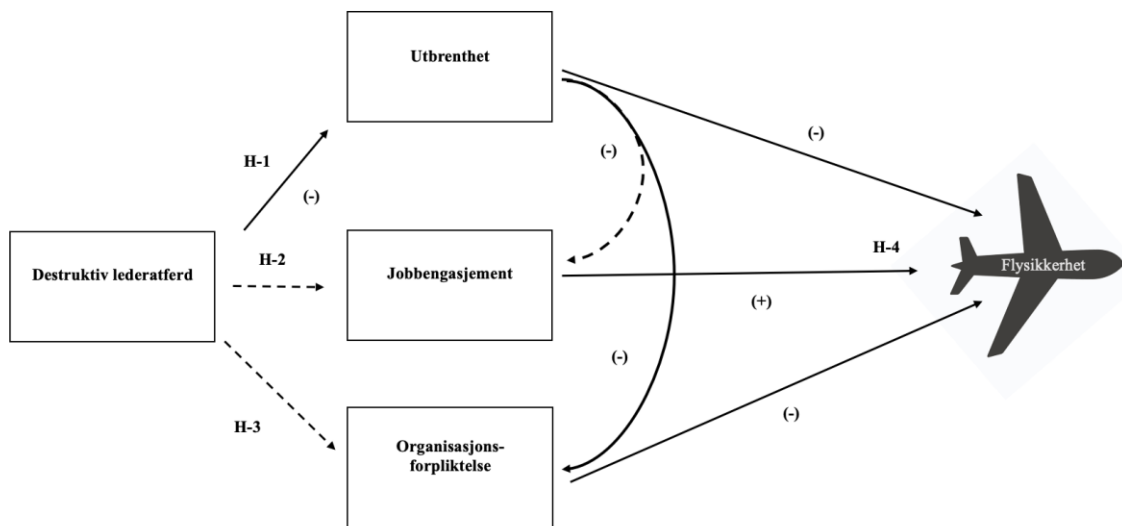 Utbrenthet
(-)
(-)
H-1
(-)
Destruktiv lederatferd
H-2
Jobbengasjement
H-4
Flysikkerhet
(+)
(-)
H-3
(-)
Organisasjons-
forpliktelse